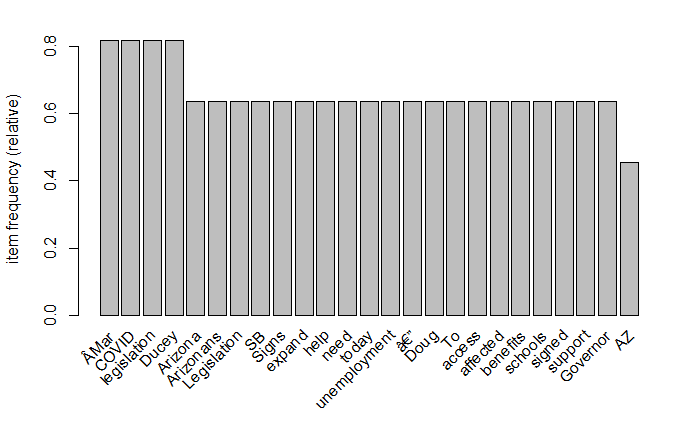 item frequency (relative)
0.8
0.6
0.4
0.2
0.0
ÂMar
COVID
legislation
Ducey
Arizona
Arizonans
Legislation
SB
Signs
expand
help
need
today
unemployment
â€"
Doug
To
access
affected
benefits
schools
signed
support
Governor
AZ